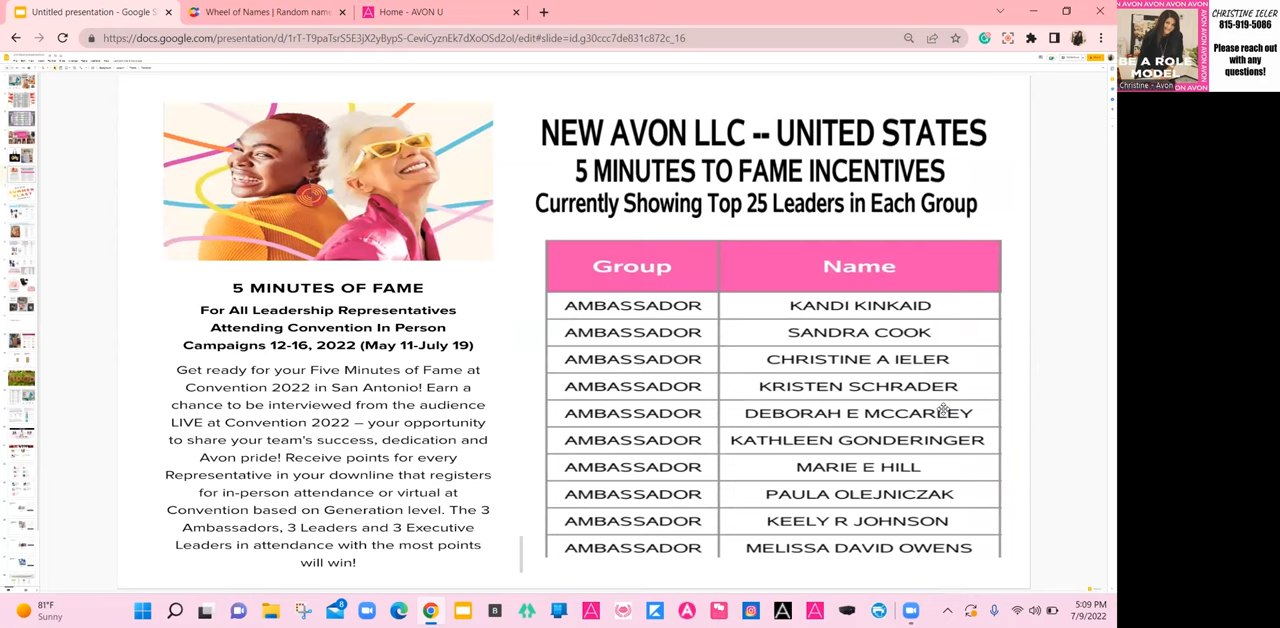 Untitled presentation - Google S
Wheel of Names | Random name
Home - AVON U
https://docs.google.com/presentation/d/1rT-T9paTsrS5E3jX2yBypS-CeviCypzEsk7dZoOSdcI/edit#slide=id.g30ccc7de831c872c_16
CHRISTINE IELER
815-919-5086
Please reach out
with any
questions!
AVON AVON AVON AVON
BE A ROLE
MODEL
Christine - Avon
NEW AVON LLC -- UNITED STATES
5 MINUTES TO FAME INCENTIVES
Currently Showing Top 25 Leaders in Each Group
Group Name
AMBASSADOR KANDI KINKAID
AMBASSADOR SANDRA COOK
AMBASSADOR CHRISTINE A IELER
AMBASSADOR KRISTEN SCHRADER
AMBASSADOR DEBORAH E MCCARLEY
AMBASSADOR KATHLEEN GONDERINGER
AMBASSADOR MARIE E HILL
AMBASSADOR PAULA OLEJNICZAK
AMBASSADOR KEELY R JOHNSON
AMBASSADOR MELISSA DAVID OWENS
5 MINUTES OF FAME
For All Leadership Representatives
Attending Convention In Person
Campaigns 12-16, 2022 (May 11-July 19)
Get ready for your Five Minutes of Fame at
Convention 2022 in San Antonio! Earn a
chance to be interviewed from the audience
LIVE at Convention 2022 – your opportunity
to share your team's success, dedication and
Avon pride! Receive points for every
Representative in your downline that registers
for in-person attendance or virtual at
Convention based on Generation level. The 3
Ambassadors, 3 Leaders and 3 Executive
Leaders in attendance with the most points
will win!
81°F
Sunny
5:09 PM
7/9/2022